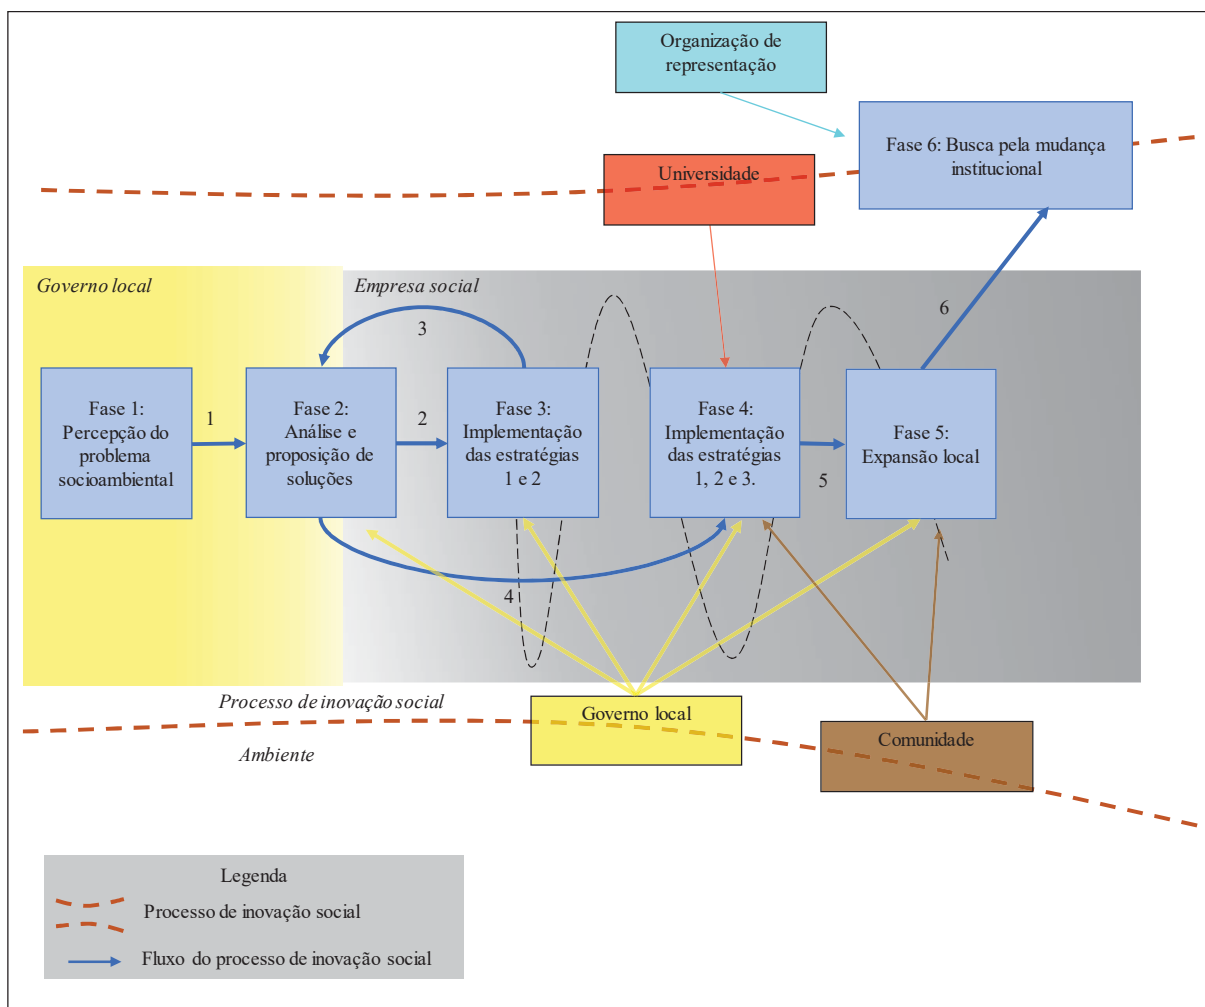 Organização de
representação
Fase 6: Busca pela mudança
institucional
Universidade
Governo local
Empresa social
3
6
Fase 1:
Percepção do
problema
socioambiental
1
Fase 2:
Análise e
proposição de
soluções
2
Fase 3:
Implementação
das estratégias
1 e 2
Fase 4:
Implementação
das estratégias
1, 2 e 3.
5
Fase 5:
Expansão local
4
Processo de inovação social
Ambiente
Governo local
Comunidade
Legenda
Processo de inovação social
Fluxo do processo de inovação social